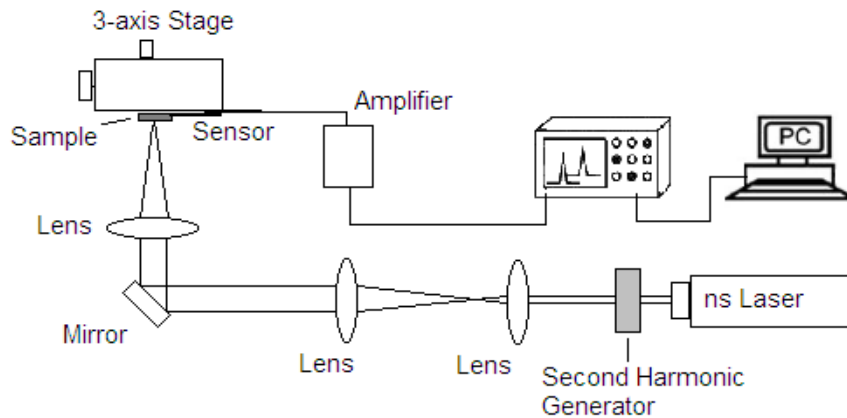 3-axis Stage
Amplifier
Sample
Sensor
PC
Lens
ns Laser
Mirror
Lens
Lens
Second Harmonic
Generator